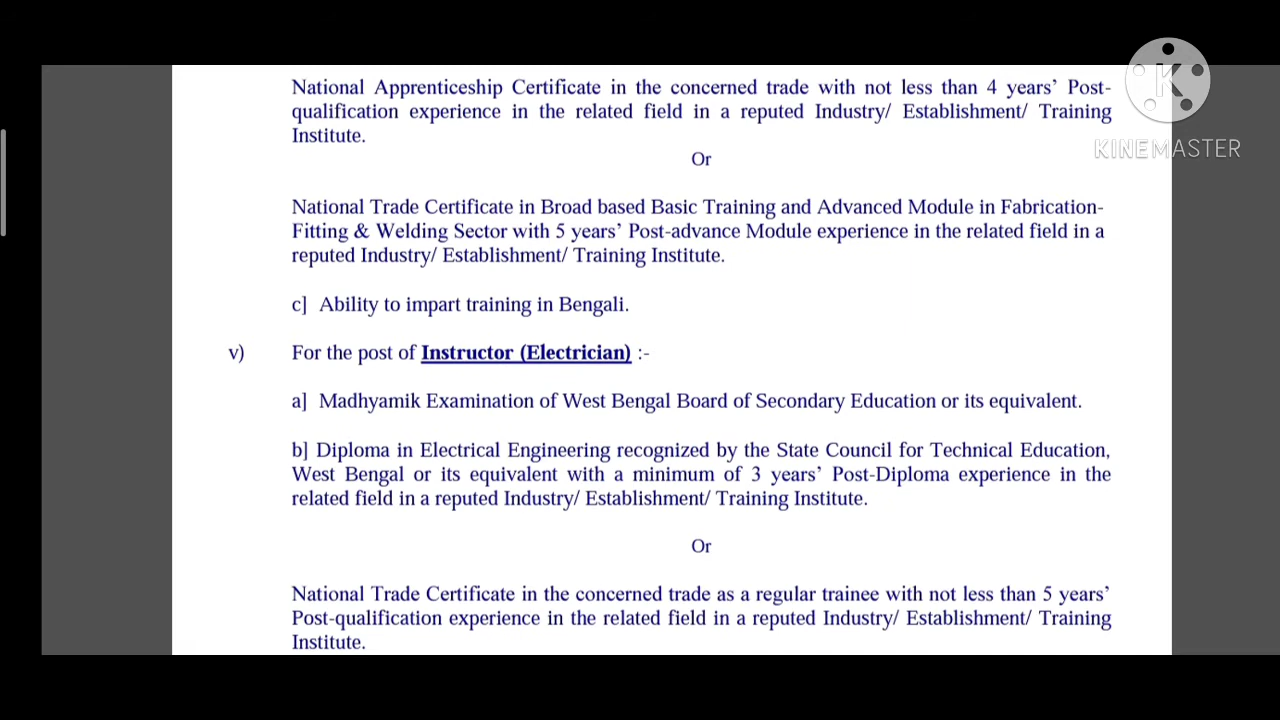 National Apprenticeship Certificate in the concerned trade with not less than 4 years’ Post-
qualification experience in the related field in a reputed Industry/ Establishment/ Training
Institute.
Or
National Trade Certificate in Broad based Basic Training and Advanced Module in Fabrication-
Fitting & Welding Sector with 5 years’ Post-advance Module experience in the related field in a
reputed Industry/ Establishment/ Training Institute.
c] Ability to impart training in Bengali.
v) For the post of Instructor (Electrician) :-
a] Madhyamik Examination of West Bengal Board of Secondary Education or its equivalent.
b] Diploma in Electrical Engineering recognized by the State Council for Technical Education,
West Bengal or its equivalent with a minimum of 3 years’ Post-Diploma experience in the
related field in a reputed Industry/ Establishment/ Training Institute.
Or
National Trade Certificate in the concerned trade as a regular trainee with not less than 5 years’
Post-qualification experience in the related field in a reputed Industry/ Establishment/ Training
Institute.
K
KINEMASTER